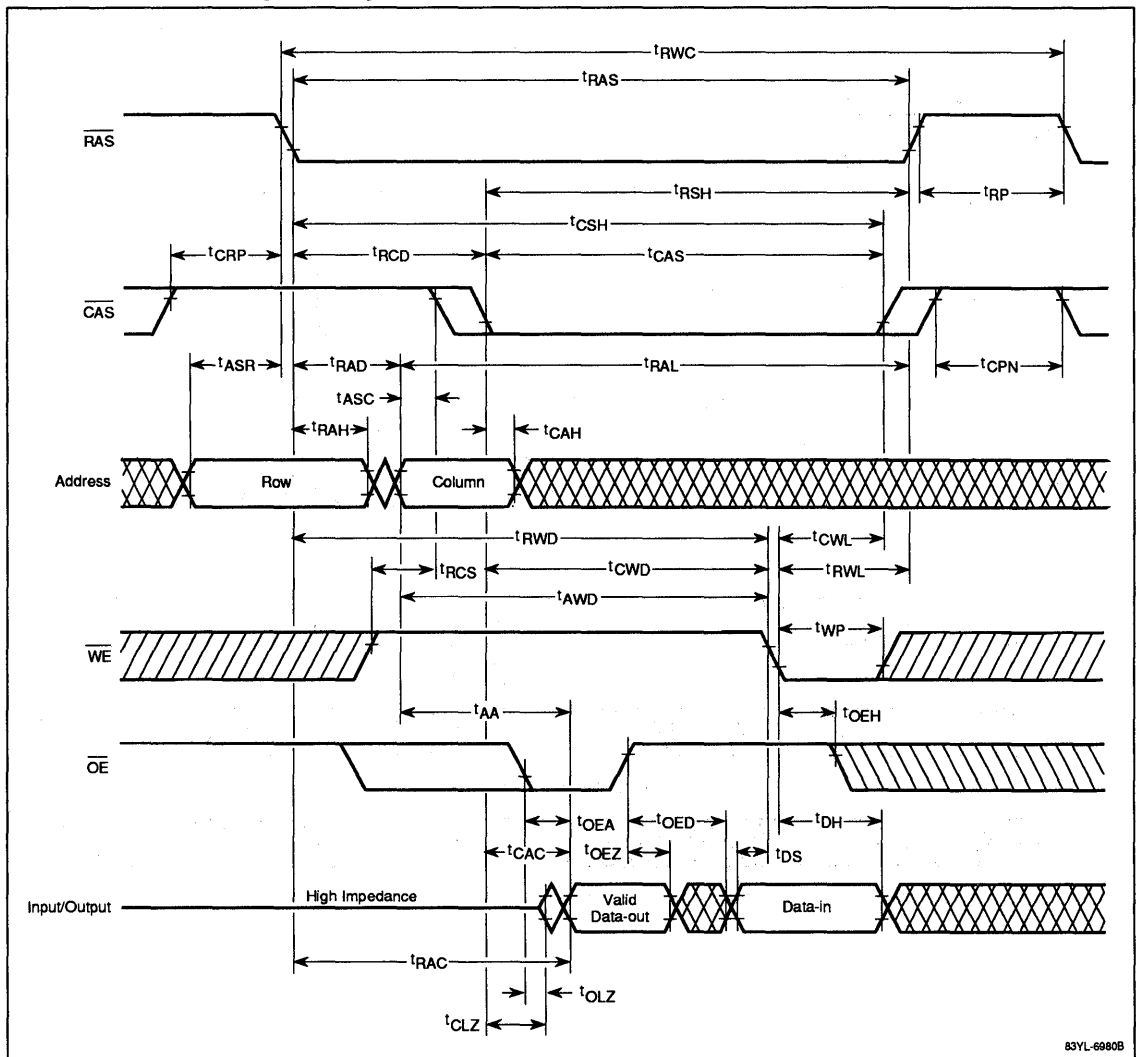 tRWC
tRAS
RAS
tRSH
tRP
tCSH
tCRP
tRCD
tCAS
CAS
tASR
tRAD
tRAL
tCPN
tASC
tRAH
tCAH
Address
Row
Column
tRWD
tCWL
tRCS
tCWD
tRWL
tAWD
tWP
WE
tAA
tOEH
OE
tOEA
tOED
tDH
tCAC
tOEZ
tDS
Input/Output
High Impedance
Valid
Data-out
Data-in
tRAC
tOLZ
tCLZ
83YL-6980B